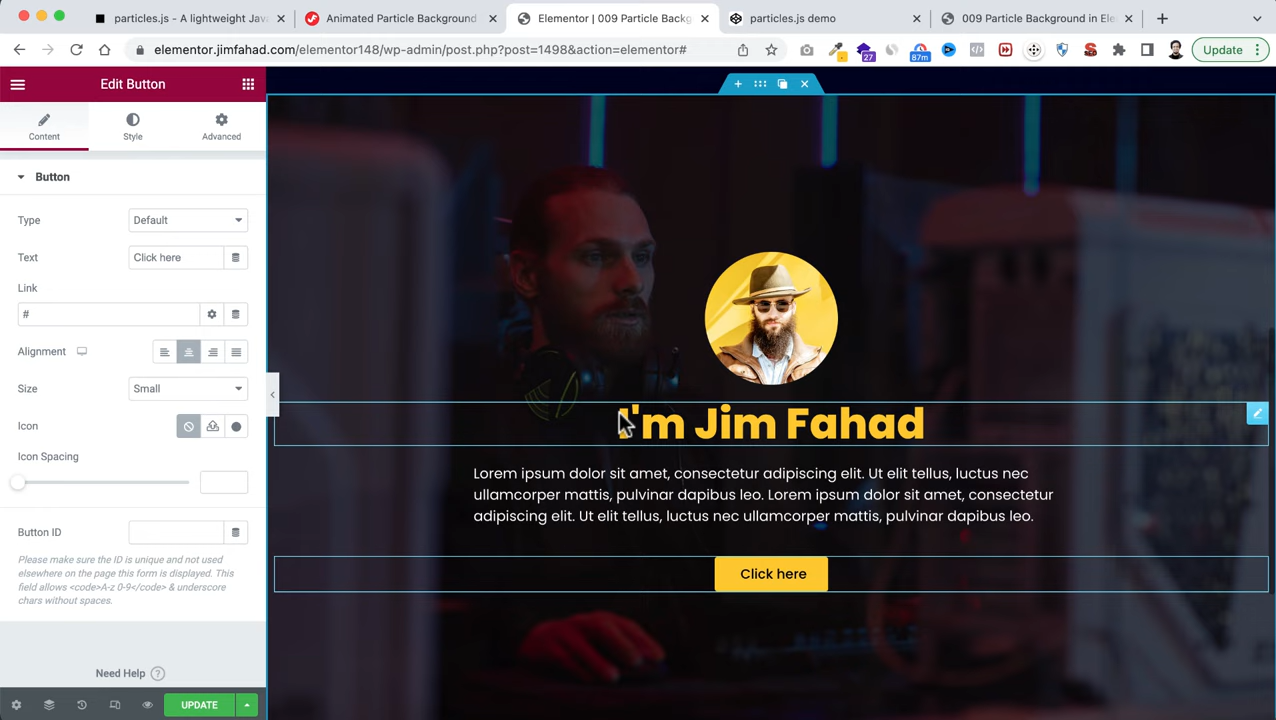 particles.js - A lightweight Java
Animated Particle Background
Elementor | 009 Particle Backg
particles.js demo
009 Particle Background in Ele
elementor.jimfahad.com/elementor148/wp-admin/post.php?post=1498&action=elementor#
27
87m
Update
Edit Button
Content
Style
Advanced
Button
Type
Default
Text
Click here
Link
#
Alignment
Size
Small
Icon
Icon Spacing
Button ID
Please make sure the ID is unique and not used
elsewhere on the page this form is displayed. This
field allows <code>A-z 0-9</code> & underscore
chars without spaces.
Need Help
UPDATE
I'm Jim Fahad
Lorem ipsum dolor sit amet, consectetur adipiscing elit. Ut elit tellus, luctus nec
ullamcorper mattis, pulvinar dapibus leo. Lorem ipsum dolor sit amet, consectetur
adipiscing elit. Ut elit tellus, luctus nec ullamcorper mattis, pulvinar dapibus leo.
Click here